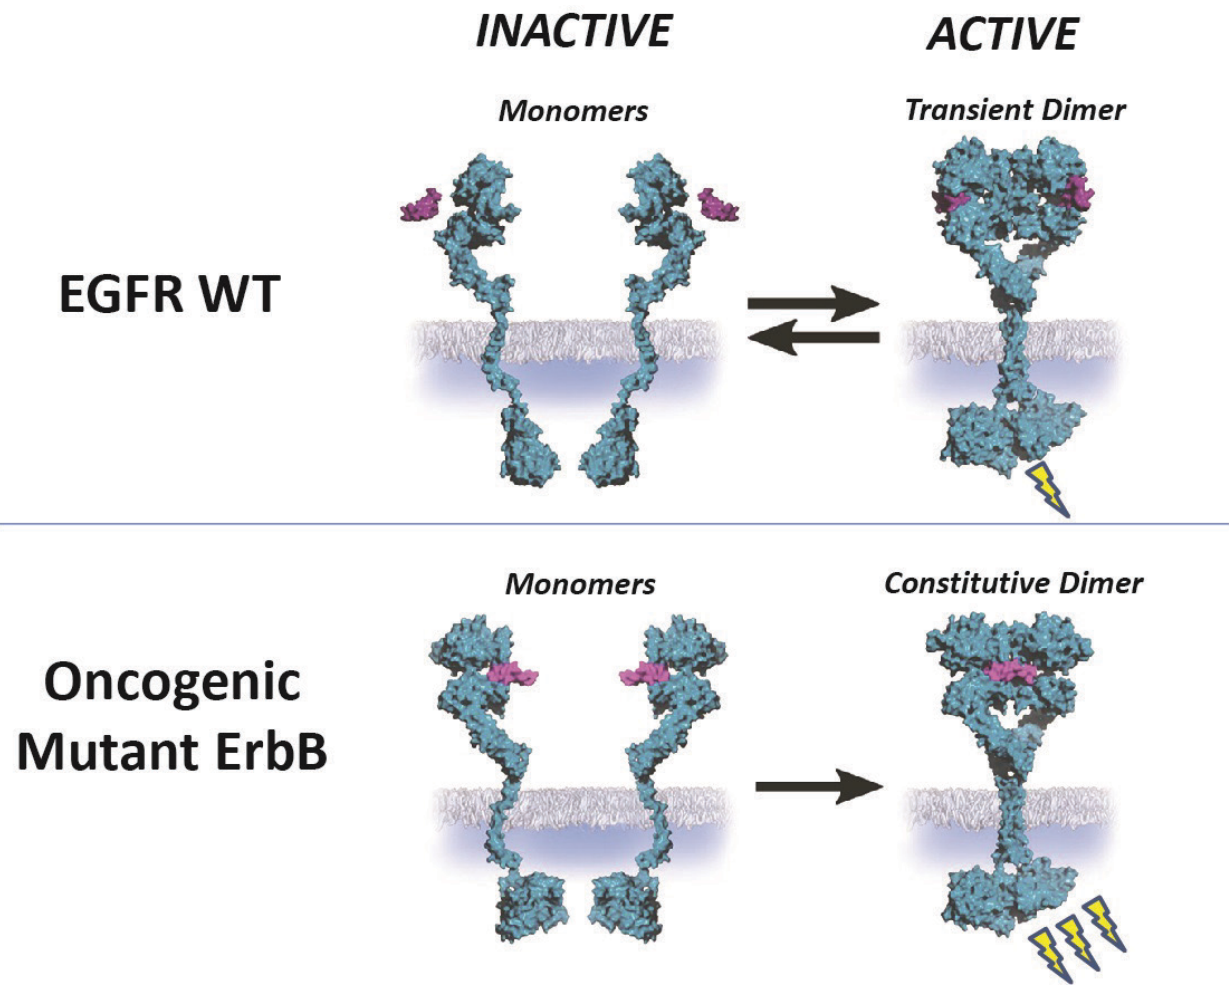 INACTIVE
ACTIVE
Monomers
Transient Dimer
EGFR WT
Monomers
Constitutive Dimer
Oncogenic
Mutant ErbB